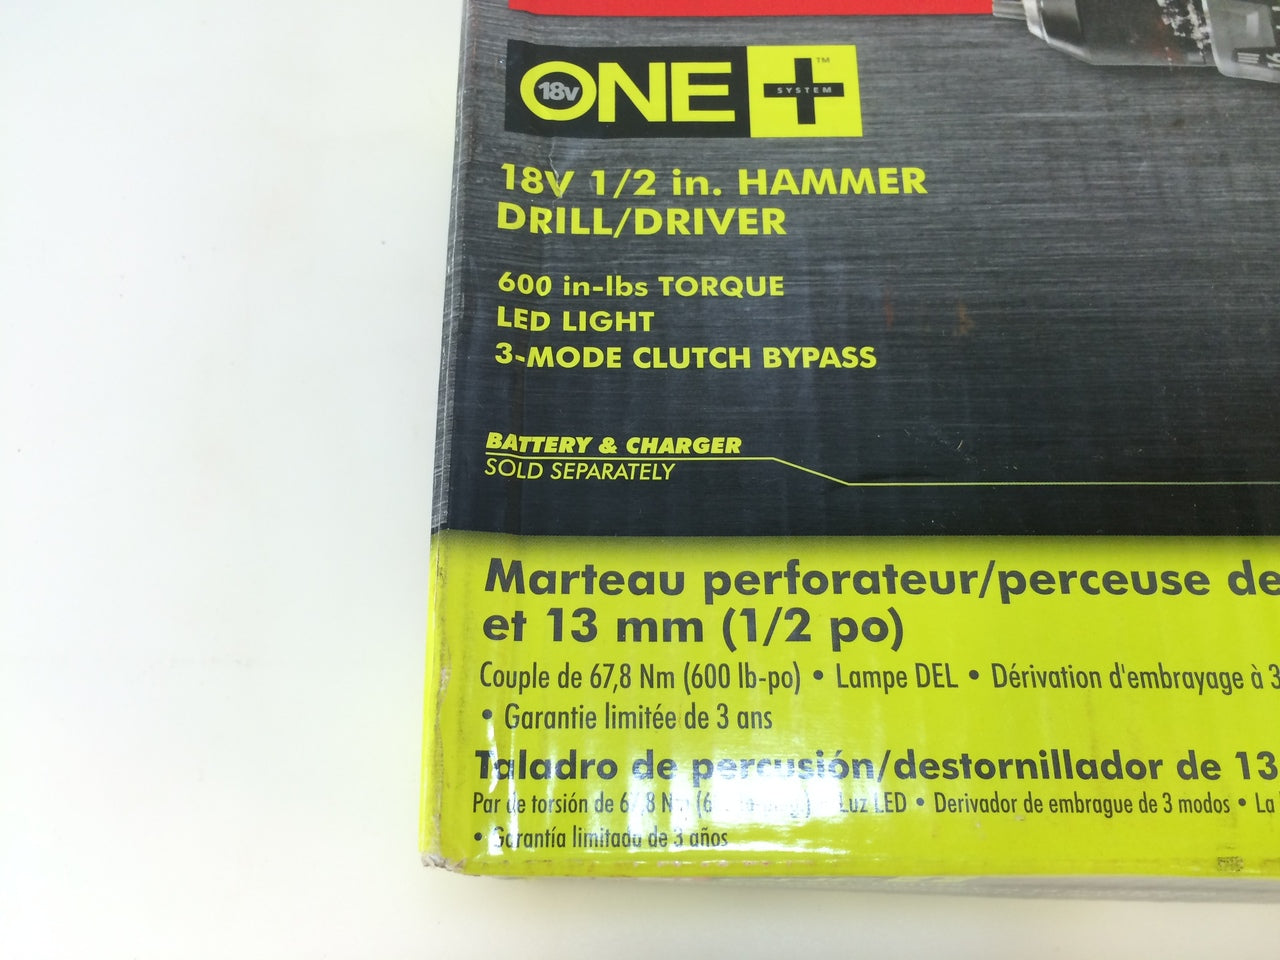 18V ONE+ SYSTEM™
18V 1/2 in. HAMMER
DRILL/DRIVER
600 in-lbs TORQUE
LED LIGHT
3-MODE CLUTCH BYPASS
BATTERY & CHARGER
SOLD SEPARATELY
Marteau perforateur/perceuse de
et 13 mm (1/2 po)
Couple de 67,8 Nm (600 lb-po) • Lampe DEL • Dérivation d'embrayage à 3
• Garantie limitée de 3 ans
Taladro de percusión/destornillador de 13
Par de torsión de 67,8 Nm • Luz LED • Derivador de embrague de 3 modos • La
• Garantía limitada de 3 años